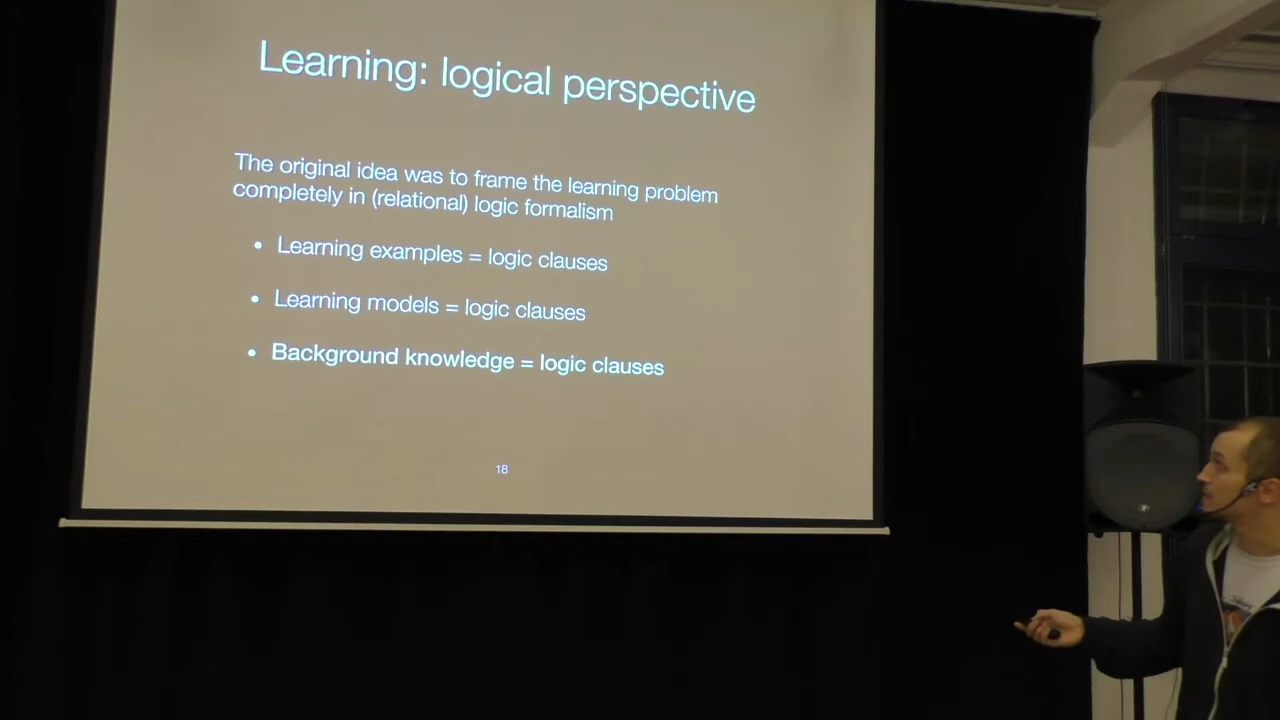 Learning: logical perspective
The original idea was to frame the learning problem
completely in (relational) logic formalism
• Learning examples = logic clauses
• Learning models = logic clauses
• Background knowledge = logic clauses
18